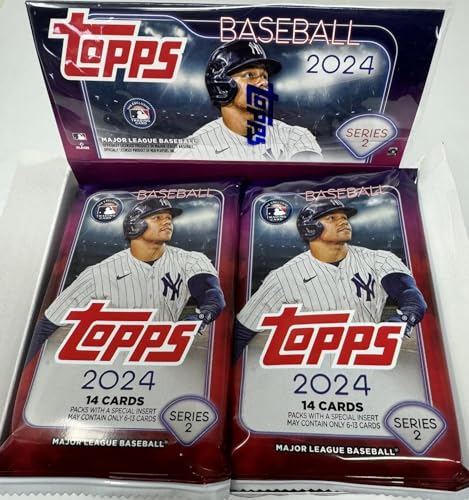 BASEBALL
TOPPS
2024
TOPPS
SERIES
2
MAJOR LEAGUE BASEBALL®
BASEBALL
TOPPS
2024
14 CARDS
PACKS WITH A SPECIAL INSERT
MAY CONTAIN ONLY 6-13 CARDS
SERIES
2
MAJOR LEAGUE BASEBALL®
BASEBALL
TOPPS
2024
14 CARDS
PACKS WITH A SPECIAL INSERT
MAY CONTAIN ONLY 6-13 CARDS
SERIES
2
MAJOR LEAGUE BASEBALL®